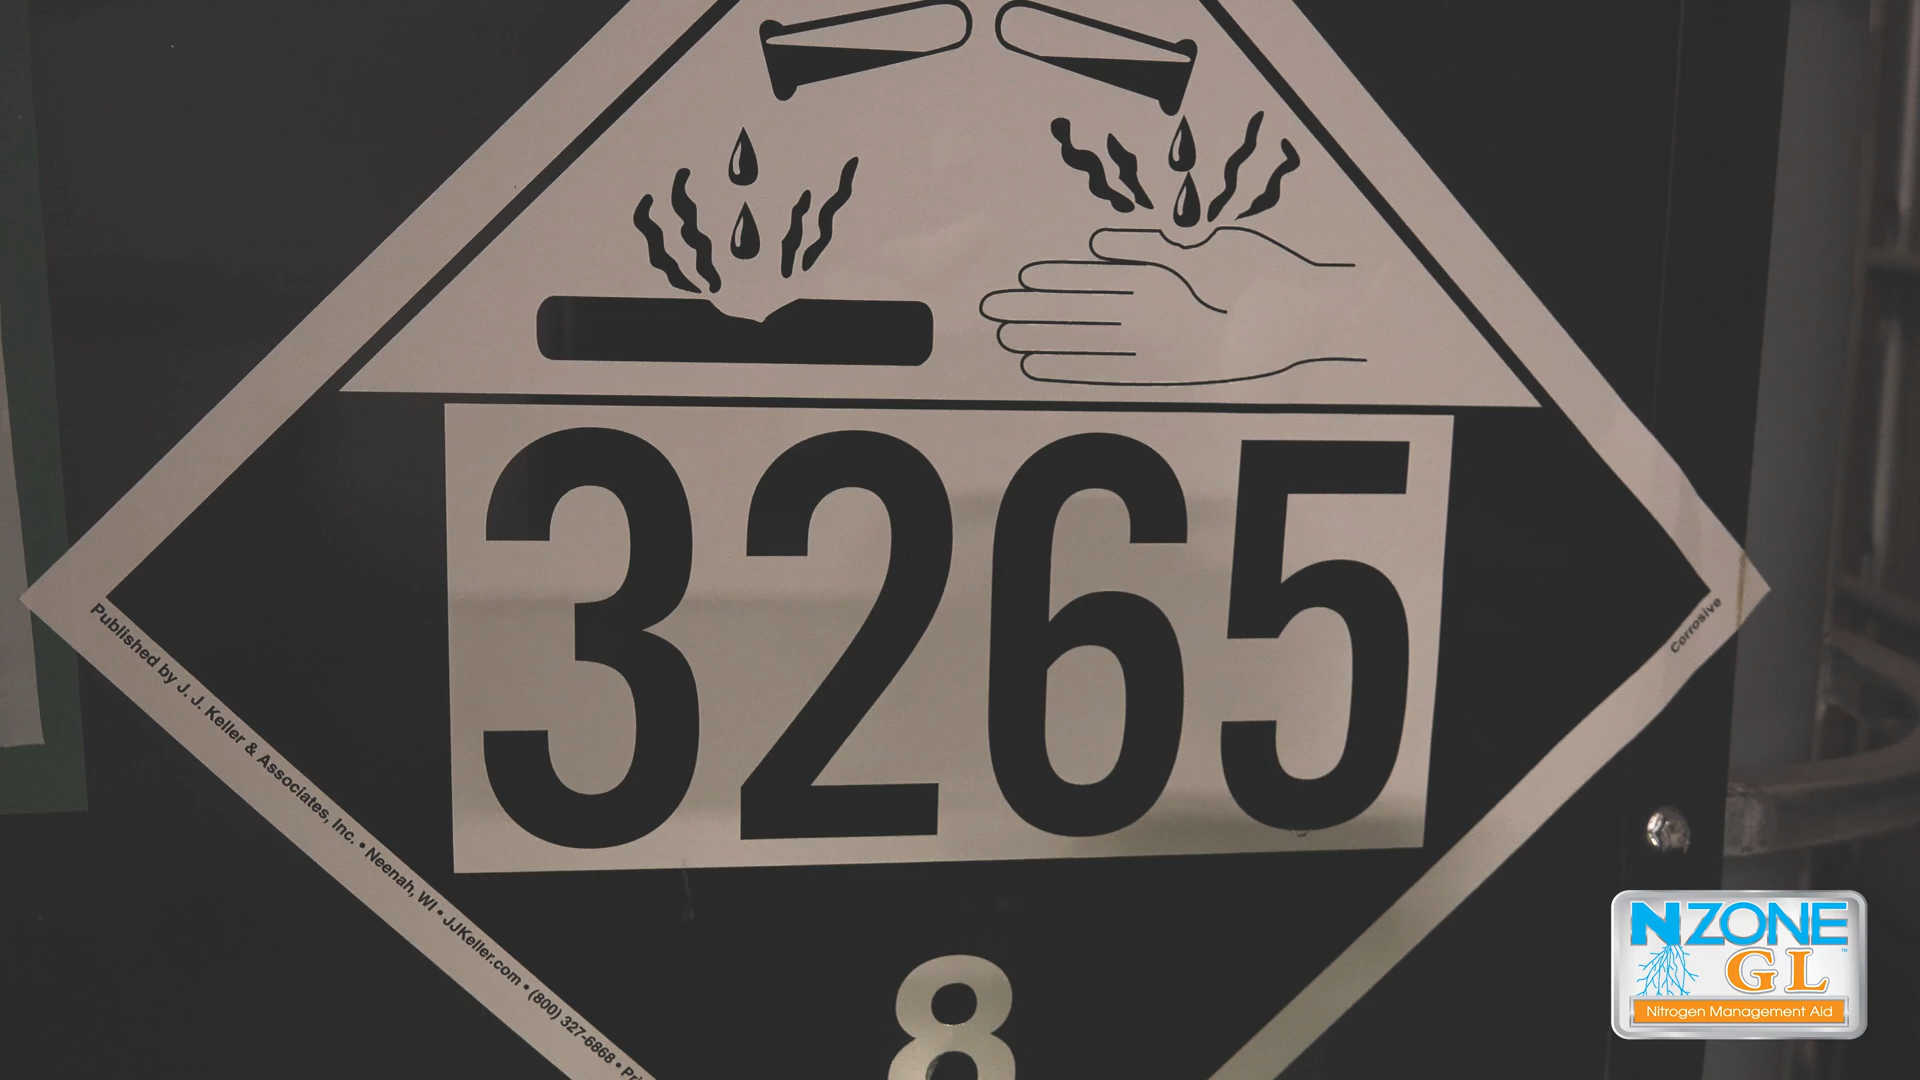 3265
8
Corrosive
Published by J. J. Keller & Associates, Inc. • Neenah, WI • JJKeller.com • (800) 327-6868 •
NZONE
GL
™
Nitrogen Management Aid